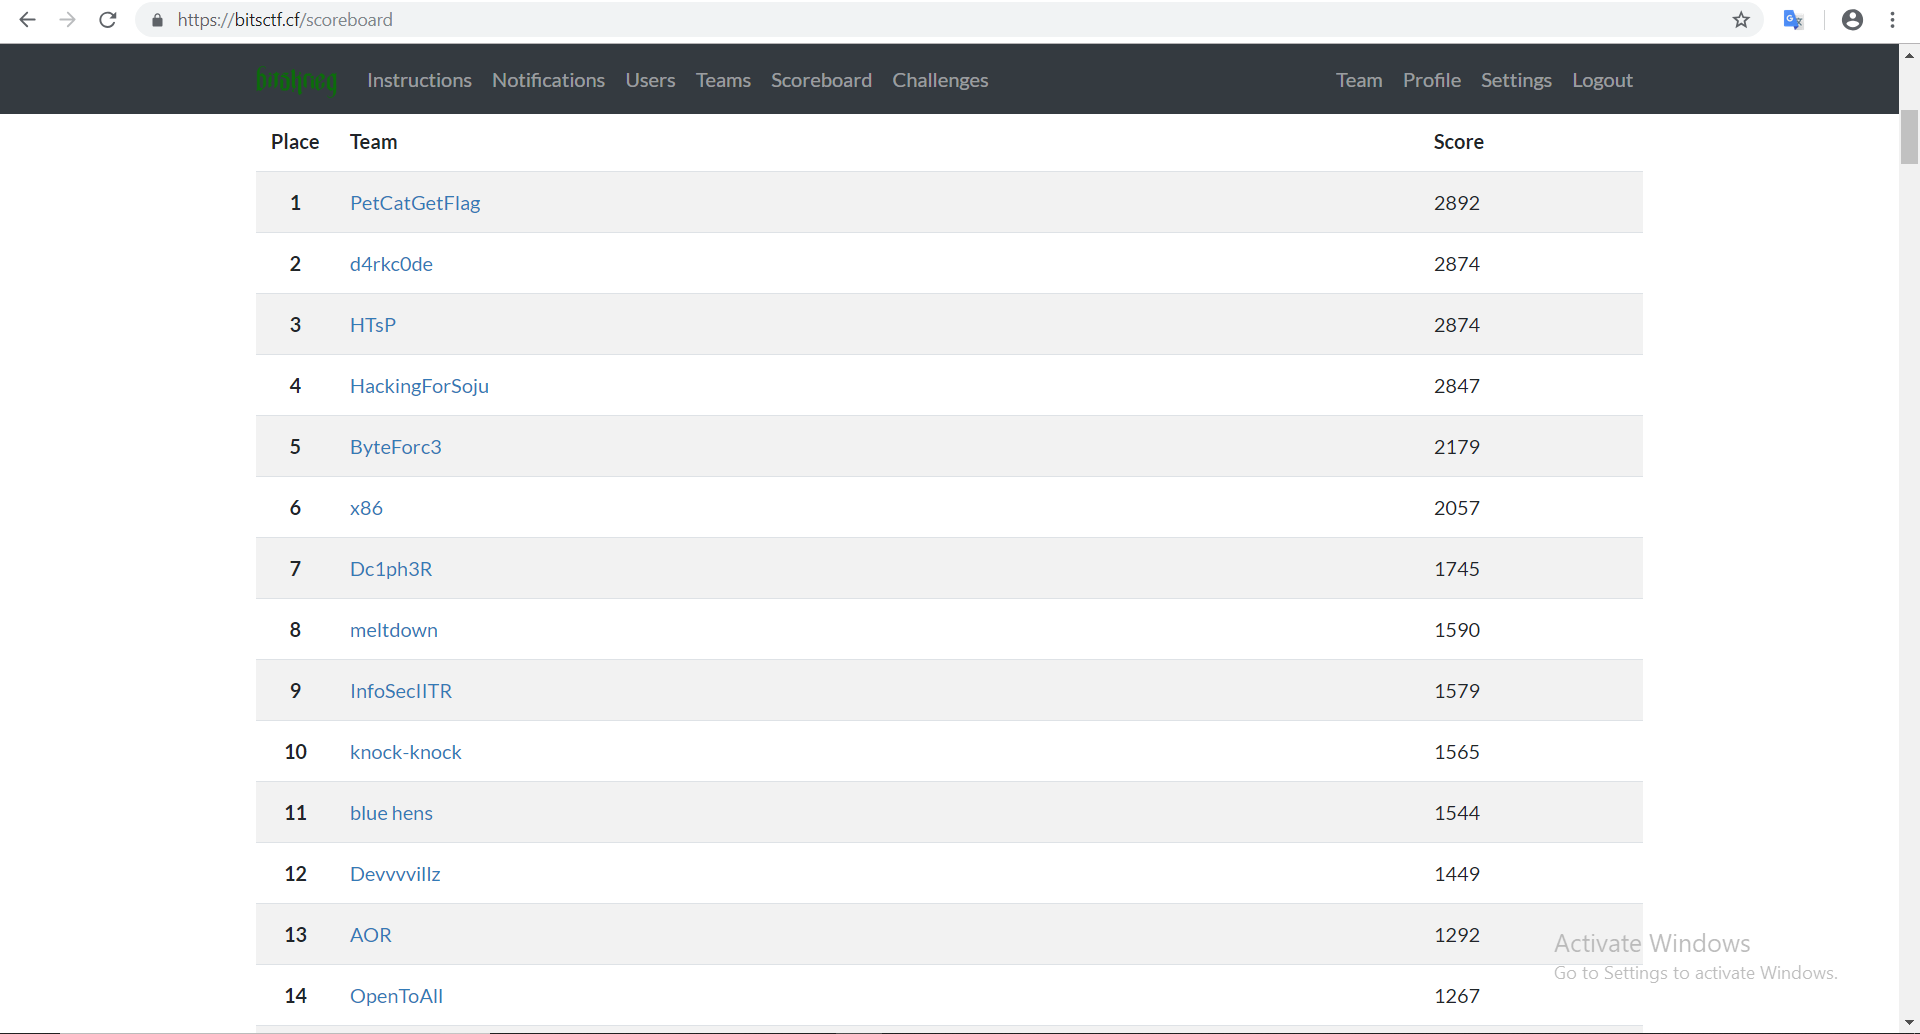 https://bitsctf.cf/scoreboard
Instructions Notifications Users Teams Scoreboard Challenges Team Profile Settings Logout
Place Team Score
1 PetCatGetFlag 2892
2 d4rkc0de 2874
3 HTsP 2874
4 HackingForSoju 2847
5 ByteForc3 2179
6 x86 2057
7 Dc1ph3R 1745
8 meltdown 1590
9 InfoSecIITR 1579
10 knock-knock 1565
11 blue hens 1544
12 Devvvvillz 1449
13 AOR 1292
14 OpenToAll 1267
Activate Windows
Go to Settings to activate Windows.